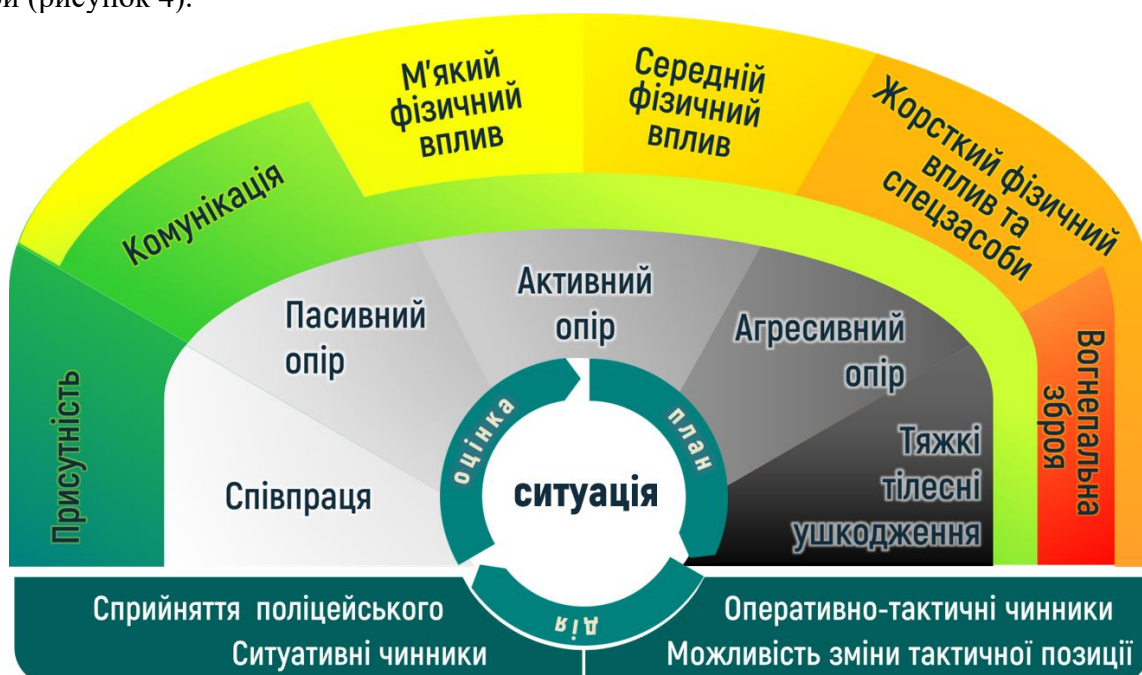 (рисунок 4).
М'який
фізичний
вплив
Середній
фізичний
вплив
Жорсткий фізичний
вплив та
спецзасоби
Комунікація
Присутність
Вогнепальна
зброя
Співпраця
Пасивний
опір
Активний
опір
Агресивний
опір
Тяжкі
тілесні
ушкодження
оцінка
план
дія
ситуація
Сприйняття поліцейського
Ситуативні чинники
Оперативно-тактичні чинники
Можливість зміни тактичної позиції